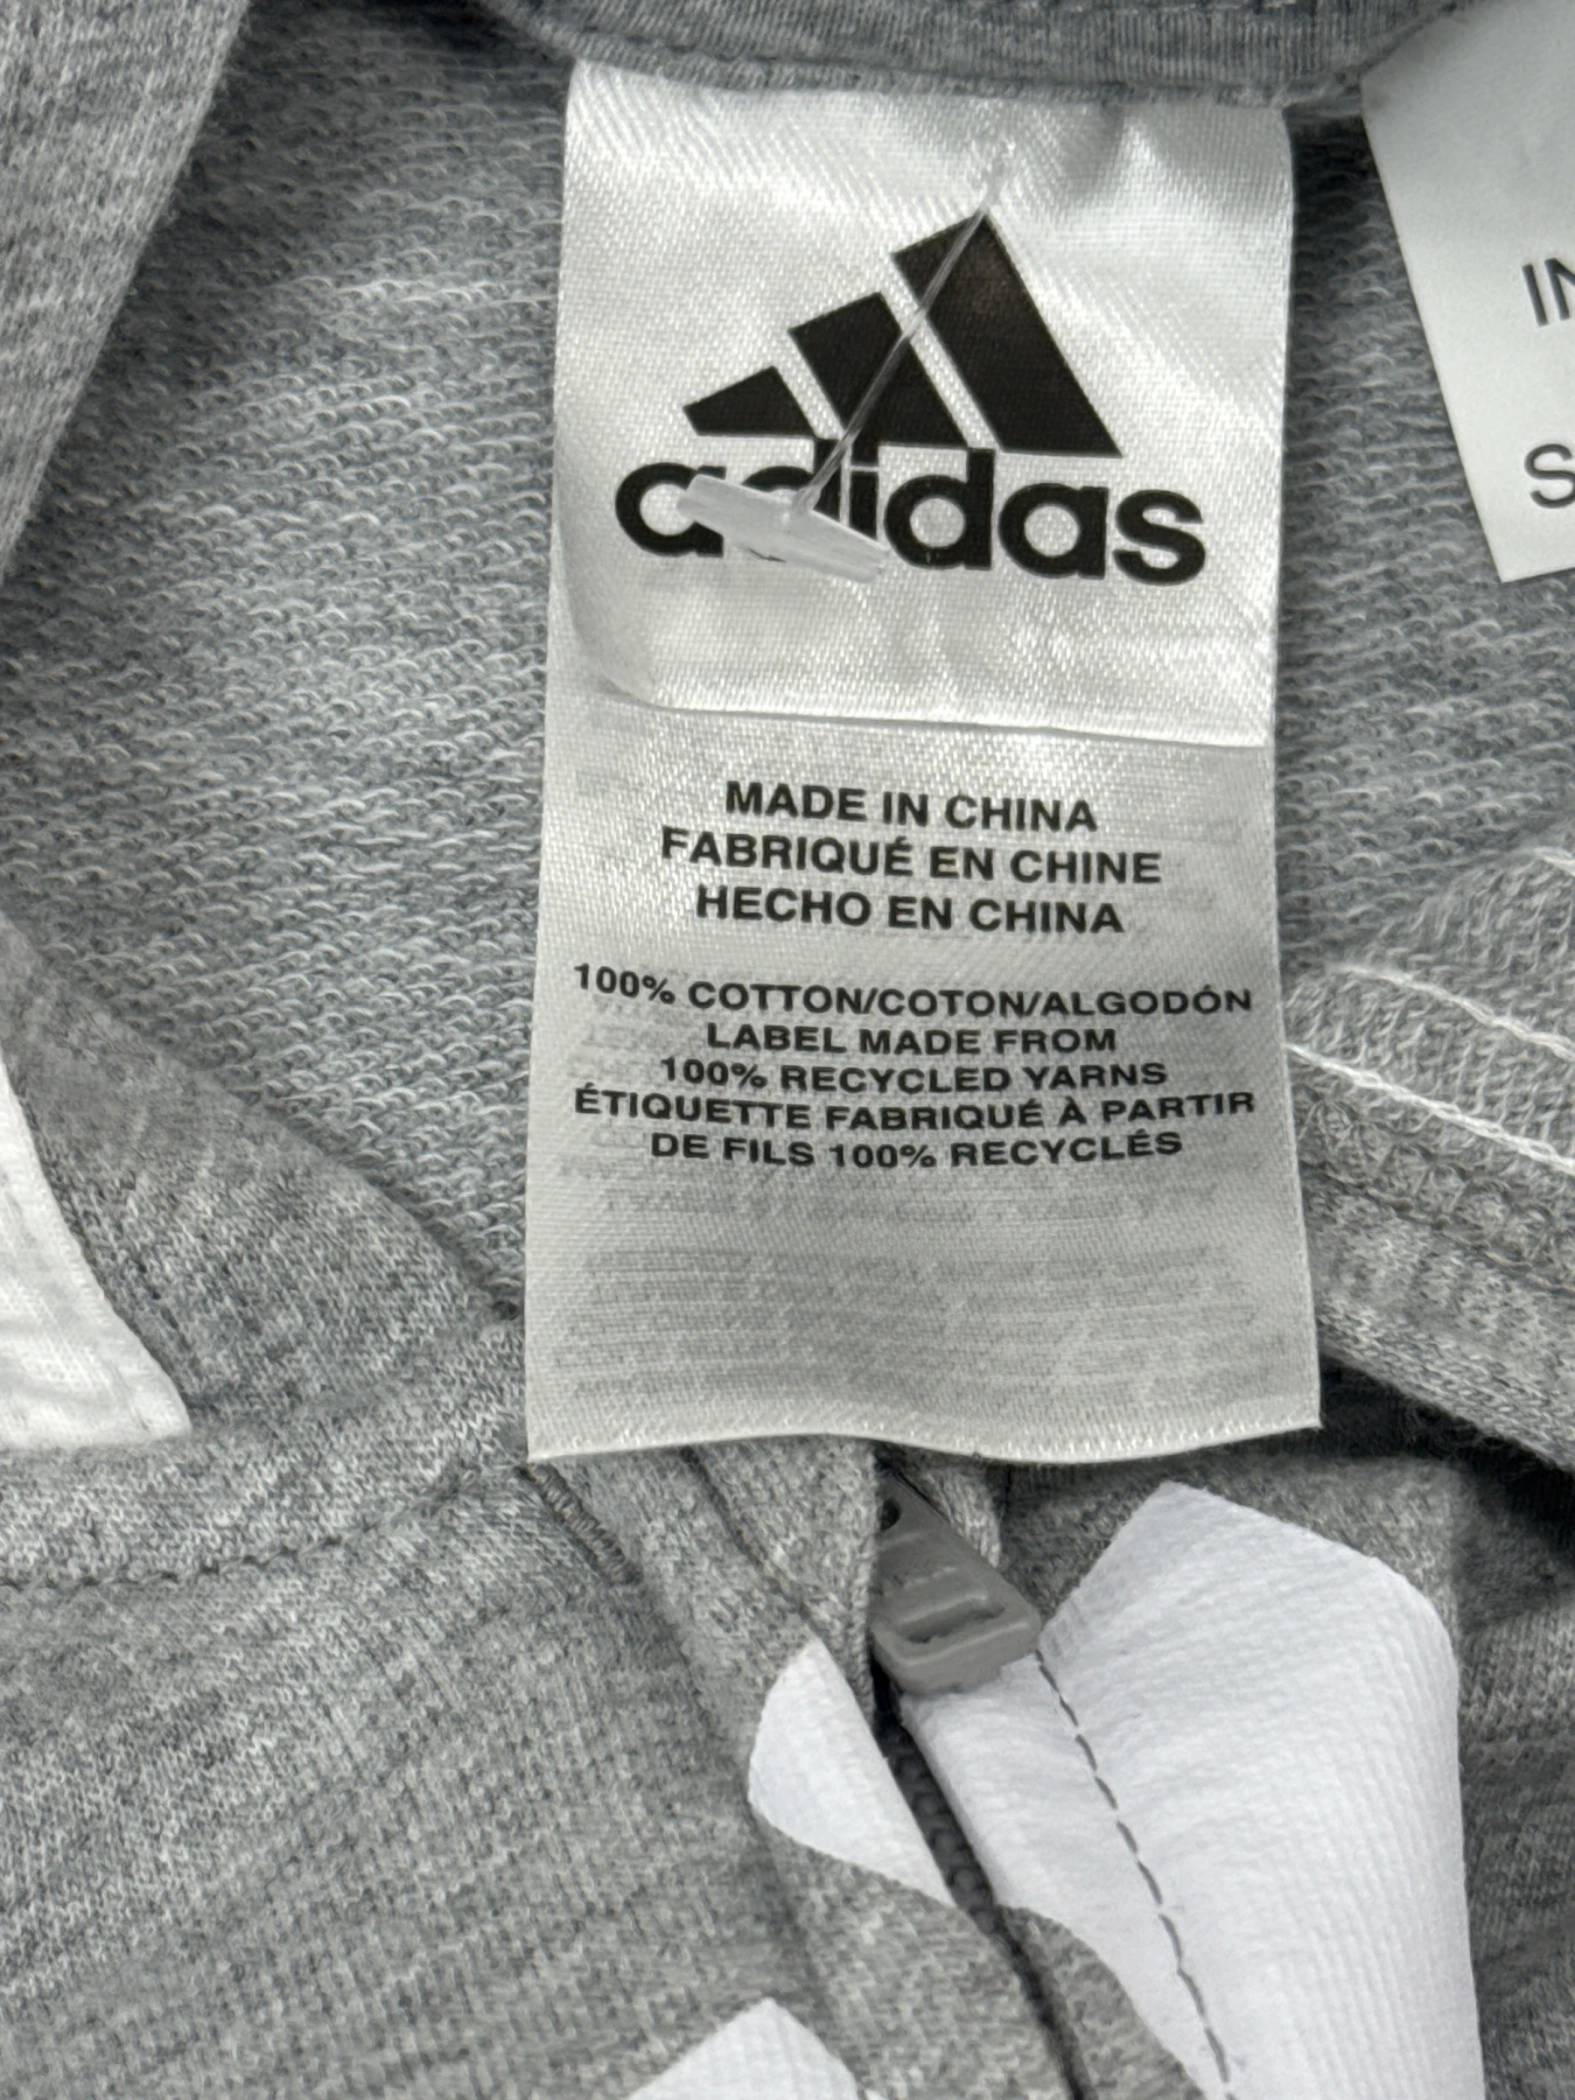 adidas
MADE IN CHINA
FABRIQUÉ EN CHINE
HECHO EN CHINA
100% COTTON/COTON/ALGODÓN
LABEL MADE FROM
100% RECYCLED YARNS
ÉTIQUETTE FABRIQUÉ À PARTIR
DE FILS 100% RECYCLÉS